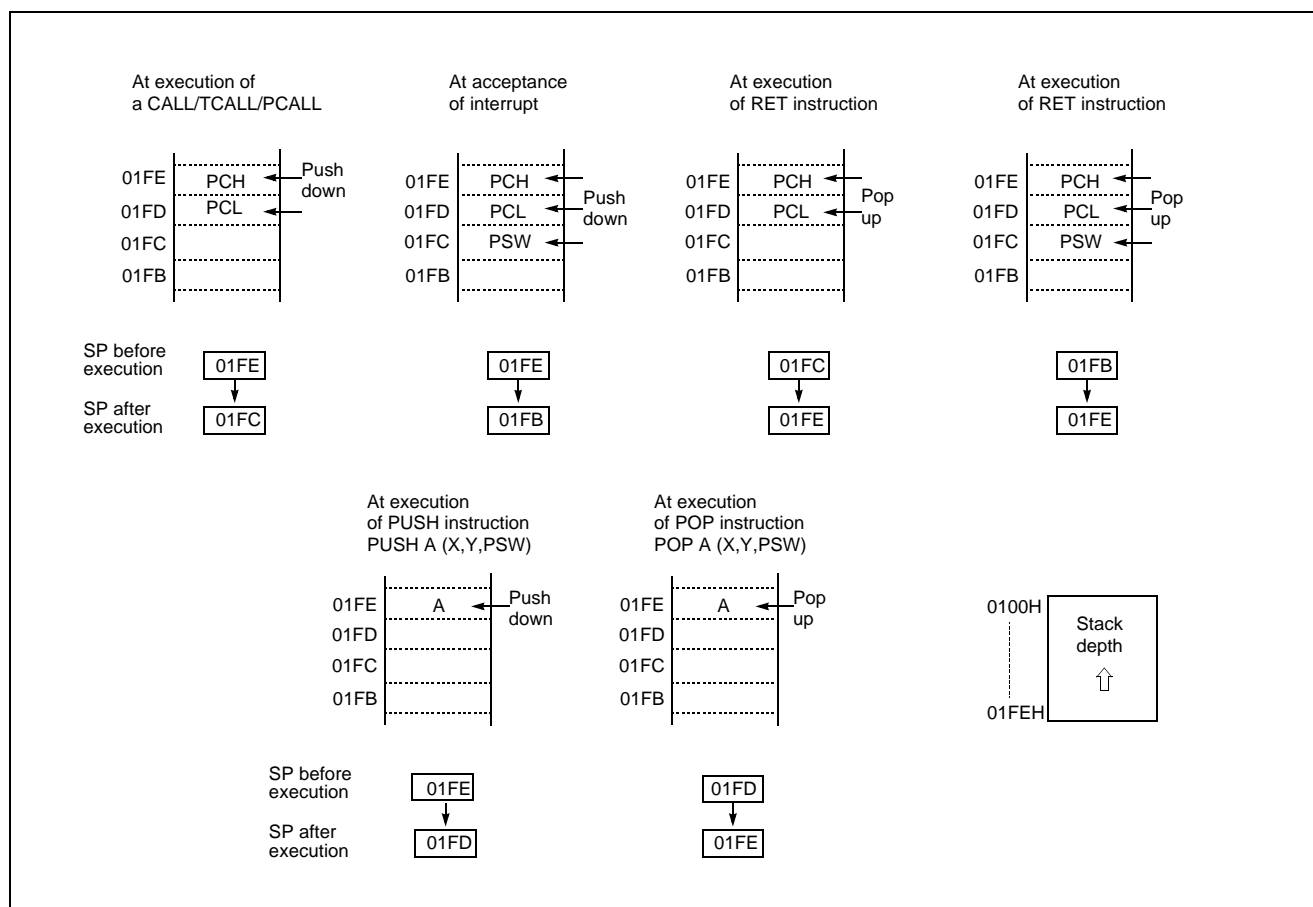 At execution of
a CALL/TCALL/PCALL
01FE
PCH
Push
down
01FD
PCL
01FC
01FB
SP before
execution
01FE
SP after
execution
01FC
At acceptance
of interrupt
01FE
PCH
01FD
PCL
Push
down
01FC
PSW
01FB
01FE
01FB
At execution
of RET instruction
01FE
PCH
01FD
PCL
Pop
up
01FC
01FB
01FC
01FE
At execution
of RET instruction
01FE
PCH
01FD
PCL
Pop
up
01FC
PSW
01FB
01FB
01FE
At execution
of PUSH instruction
PUSH A (X,Y,PSW)
01FE
A
Push
down
01FD
01FC
01FB
SP before
execution
01FE
SP after
execution
01FD
At execution
of POP instruction
POP A (X,Y,PSW)
01FE
A
Pop
up
01FD
01FC
01FB
01FD
01FE
0100H
Stack
depth
01FEH